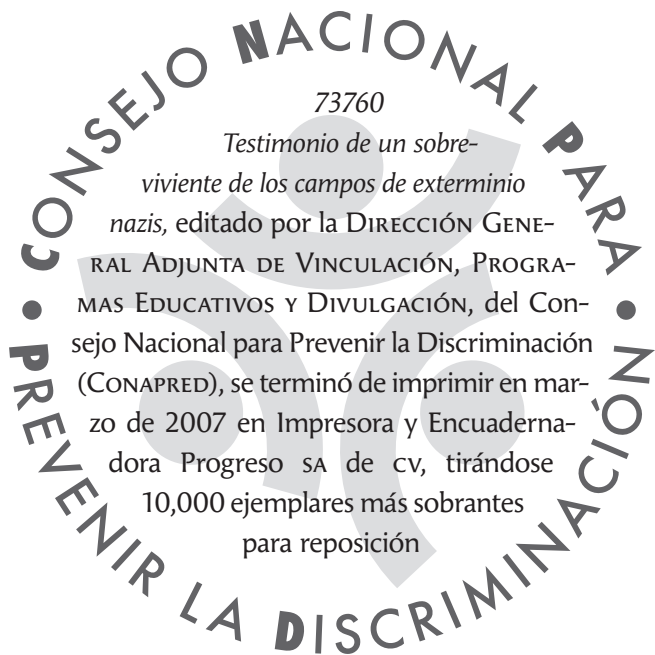 CONSEJO NACIONAL PARA
73760
Testimonio de un sobre-
viviente de los campos de exterminio
nazis, editado por la DIRECCIÓN GENE-
RAL ADJUNTA DE VINCULACIÓN, PROGRA-
MAS EDUCATIVOS Y DIVULGACIÓN, del Con-
sejo Nacional para Prevenir la Discriminación
(CONAPRED), se terminó de imprimir en mar-
zo de 2007 en Impresora y Encuaderna-
dora Progreso SA de CV, tirándose
10,000 ejemplares más sobrantes
para reposición
• PREVENIR LA DISCRIMINACIÓN •